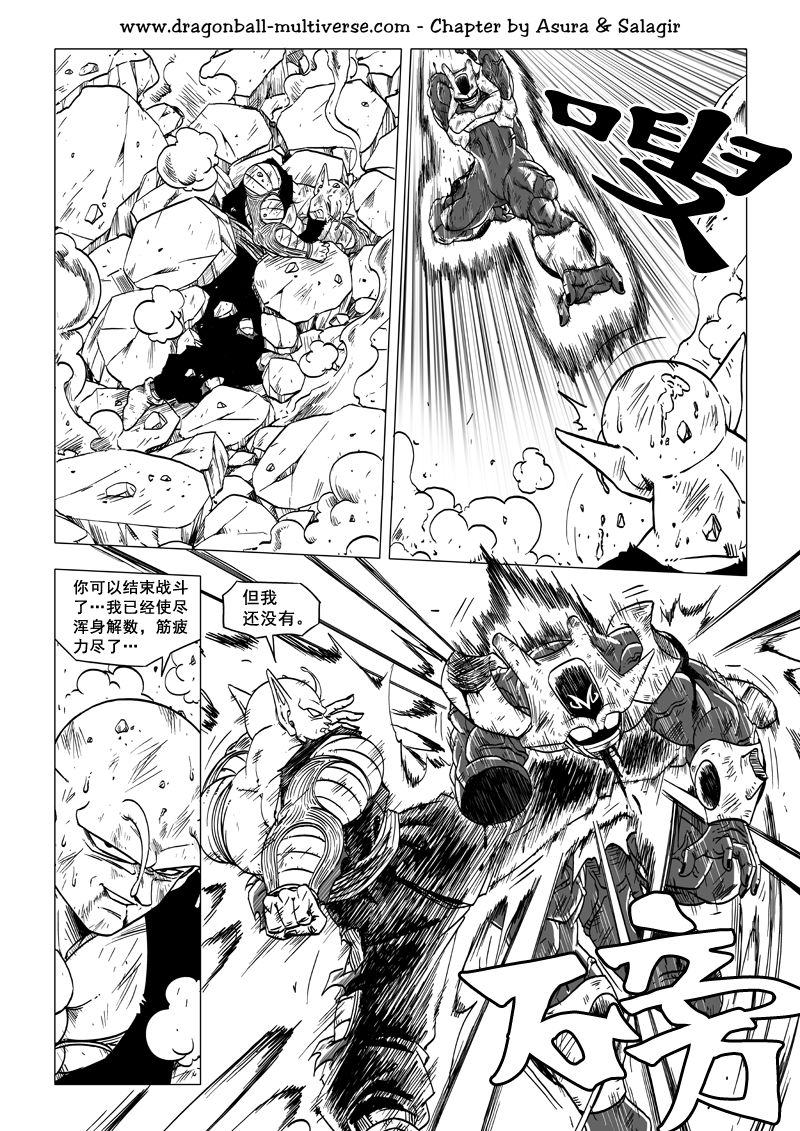 www.dragonball-multiverse.com - Chapter by Asura & Salagir
嗖
你可以结束战斗
了…我已经使尽
浑身解数，筋疲
力尽了…
但我
还没有。
磅